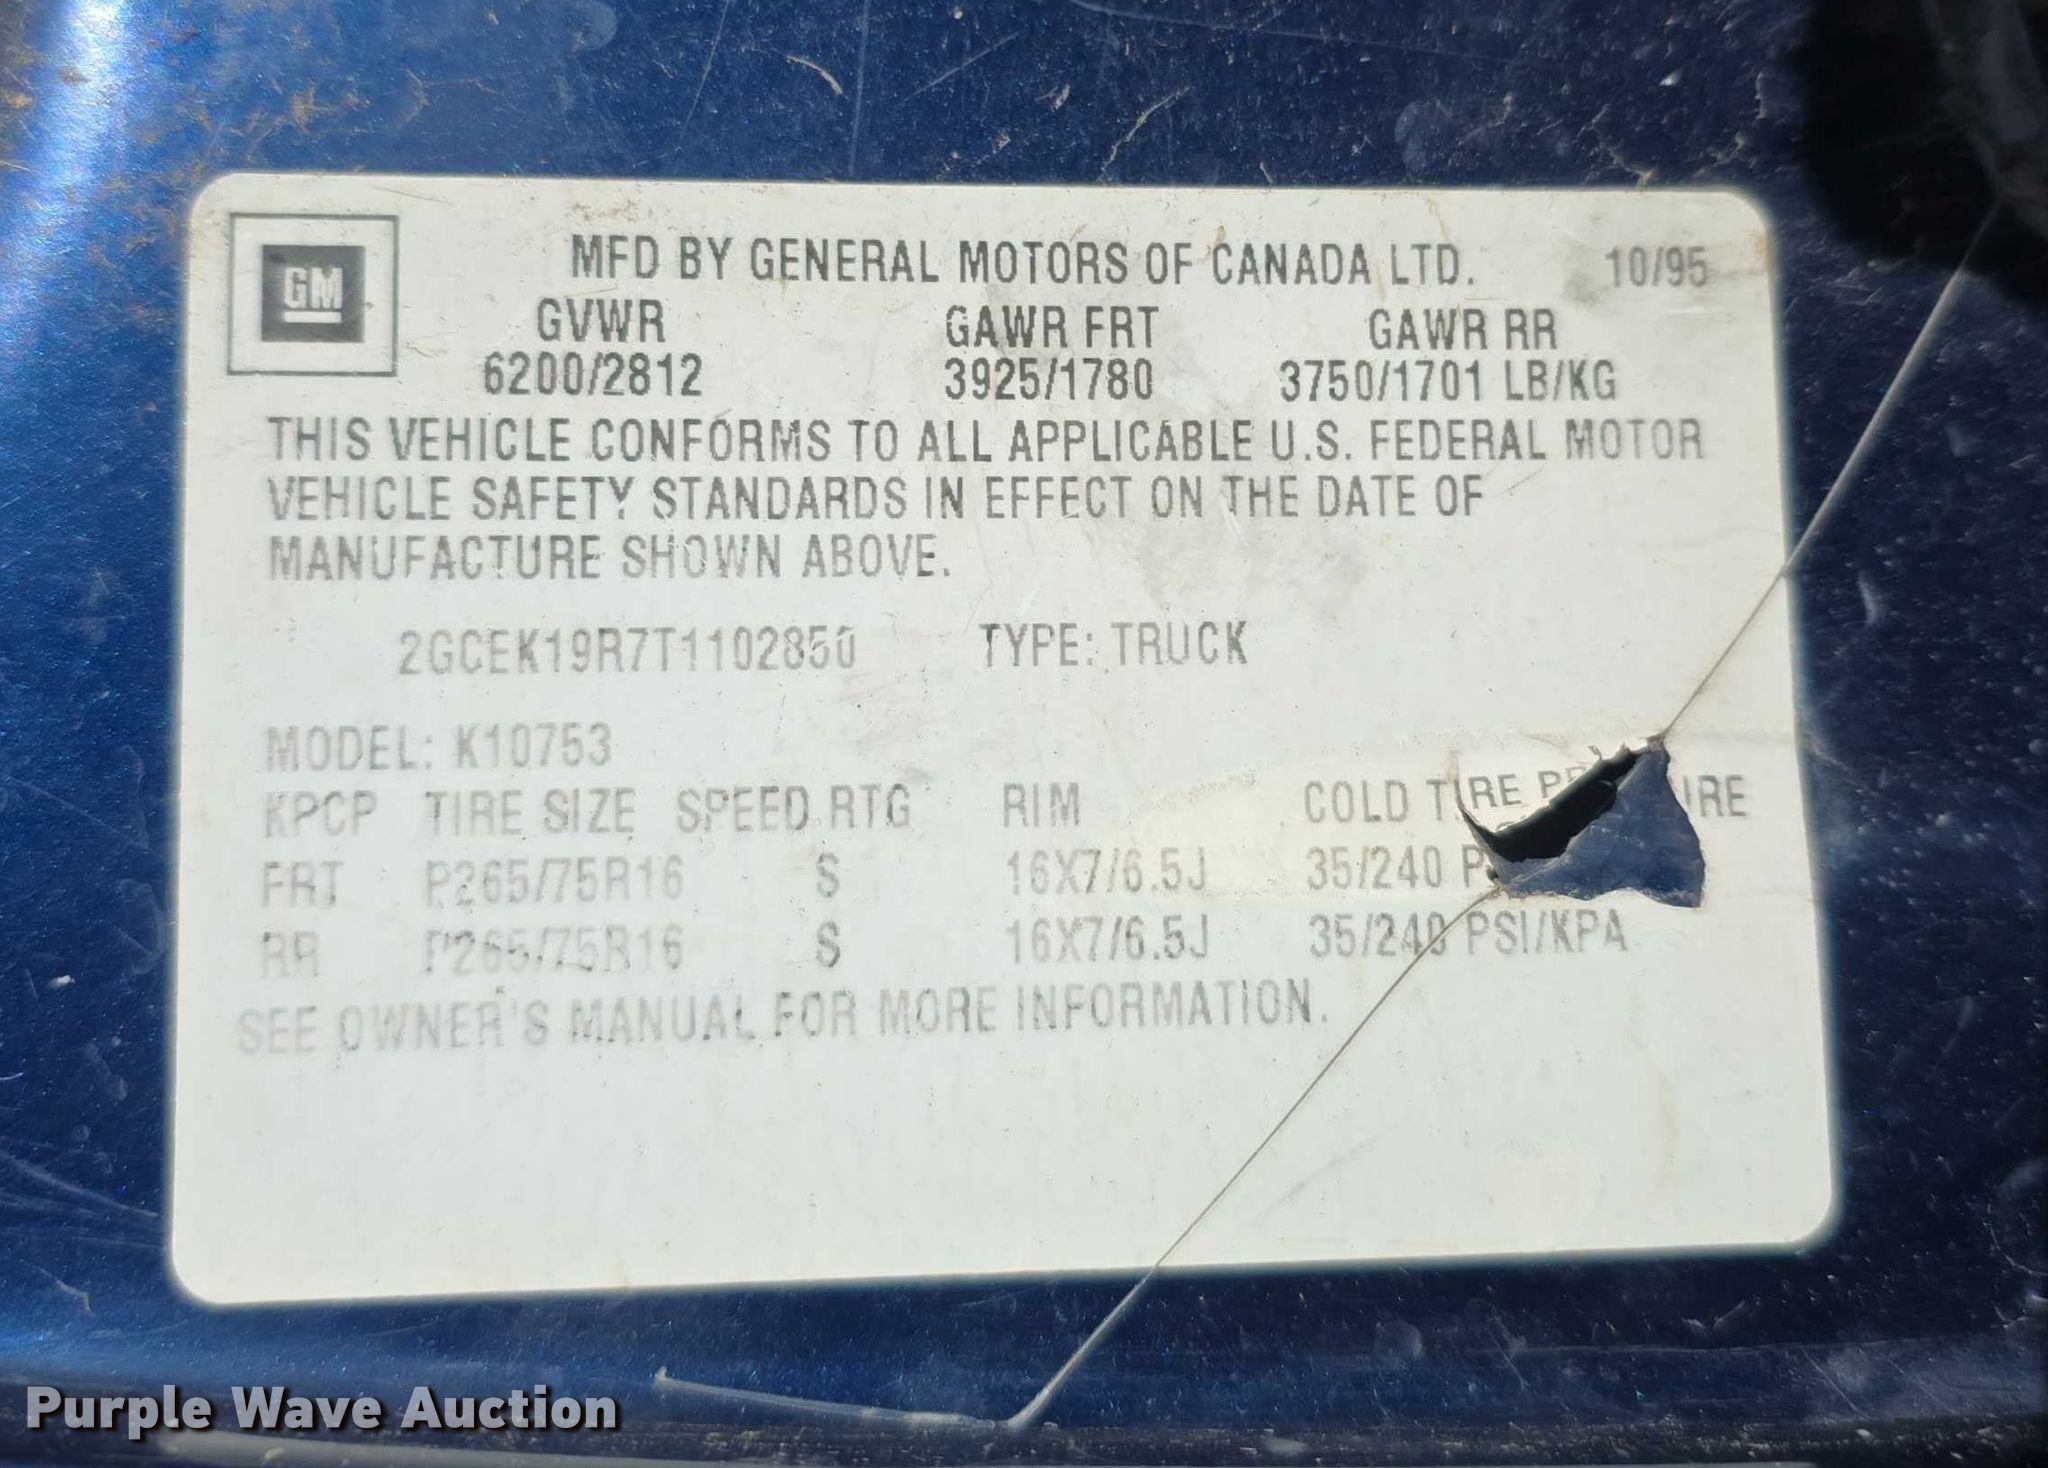 GM
MFD BY GENERAL MOTORS OF CANADA LTD. 10/95
GVWR GAWR FRT GAWR RR
6200/2812 3925/1780 3750/1701 LB/KG
THIS VEHICLE CONFORMS TO ALL APPLICABLE U.S. FEDERAL MOTOR
VEHICLE SAFETY STANDARDS IN EFFECT ON THE DATE OF
MANUFACTURE SHOWN ABOVE.
2GCEK19R7T1102850 TYPE: TRUCK
MODEL: K10753
KPCP TIRE SIZE SPEED RTG RIM COLD TIRE
FRT P265/75R16 S 16X7/6.5J 35/240
RR P265/75R16 S 16X7/6.5J 35/240 PSI/KPA
SEE OWNER'S MANUAL FOR MORE INFORMATION.
Purple Wave Auction